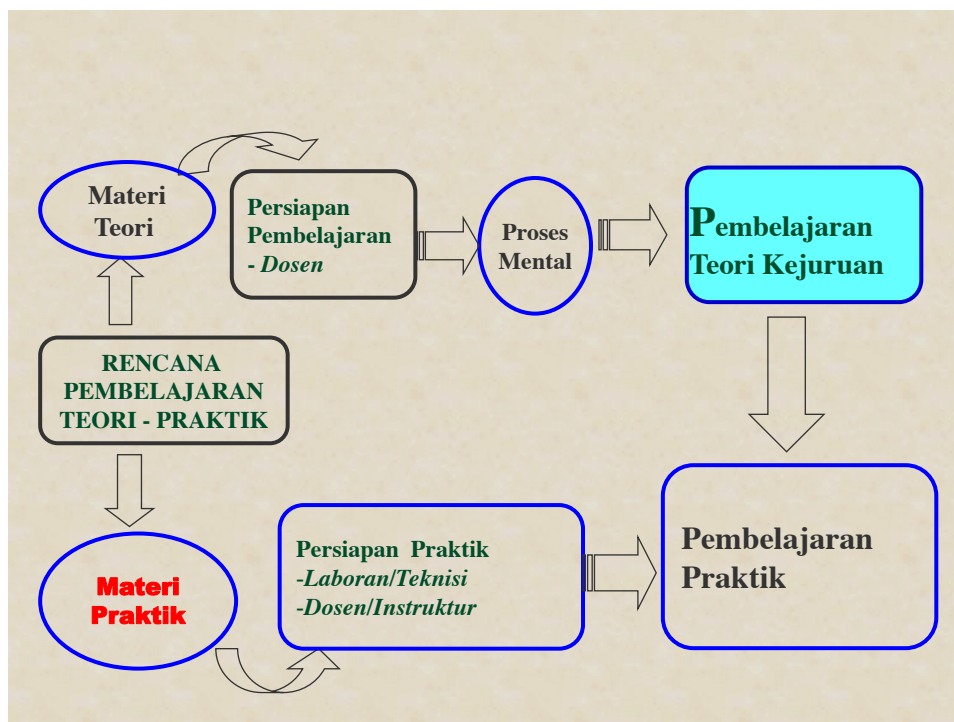 Materi
Teori
Persiapan
Pembelajaran
- Dosen
Proses
Mental
Pembelajaran
Teori Kejuruan
RENCANA
PEMBELAJARAN
TEORI - PRAKTIK
Materi
Praktik
Persiapan Praktik
-Laboran/Teknisi
-Dosen/Instruktur
Pembelajaran
Praktik